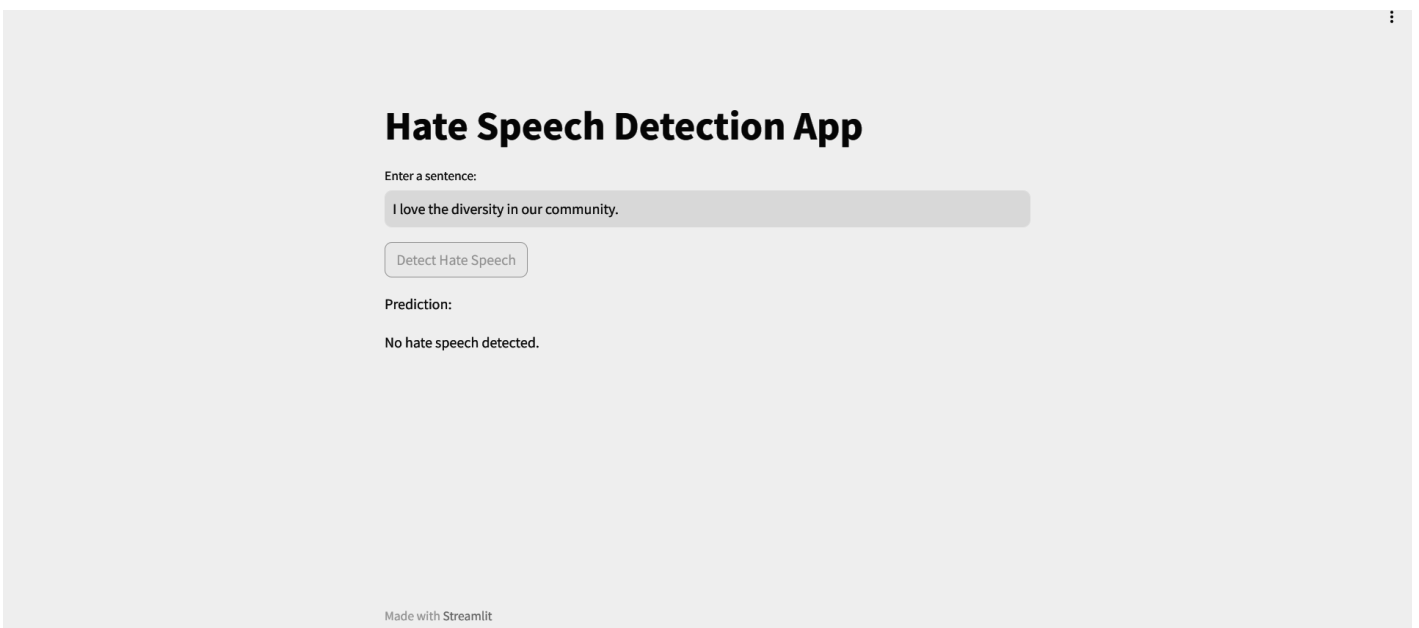 Hate Speech Detection App
Enter a sentence:
I love the diversity in our community.
Detect Hate Speech
Prediction:
No hate speech detected.
Made with Streamlit